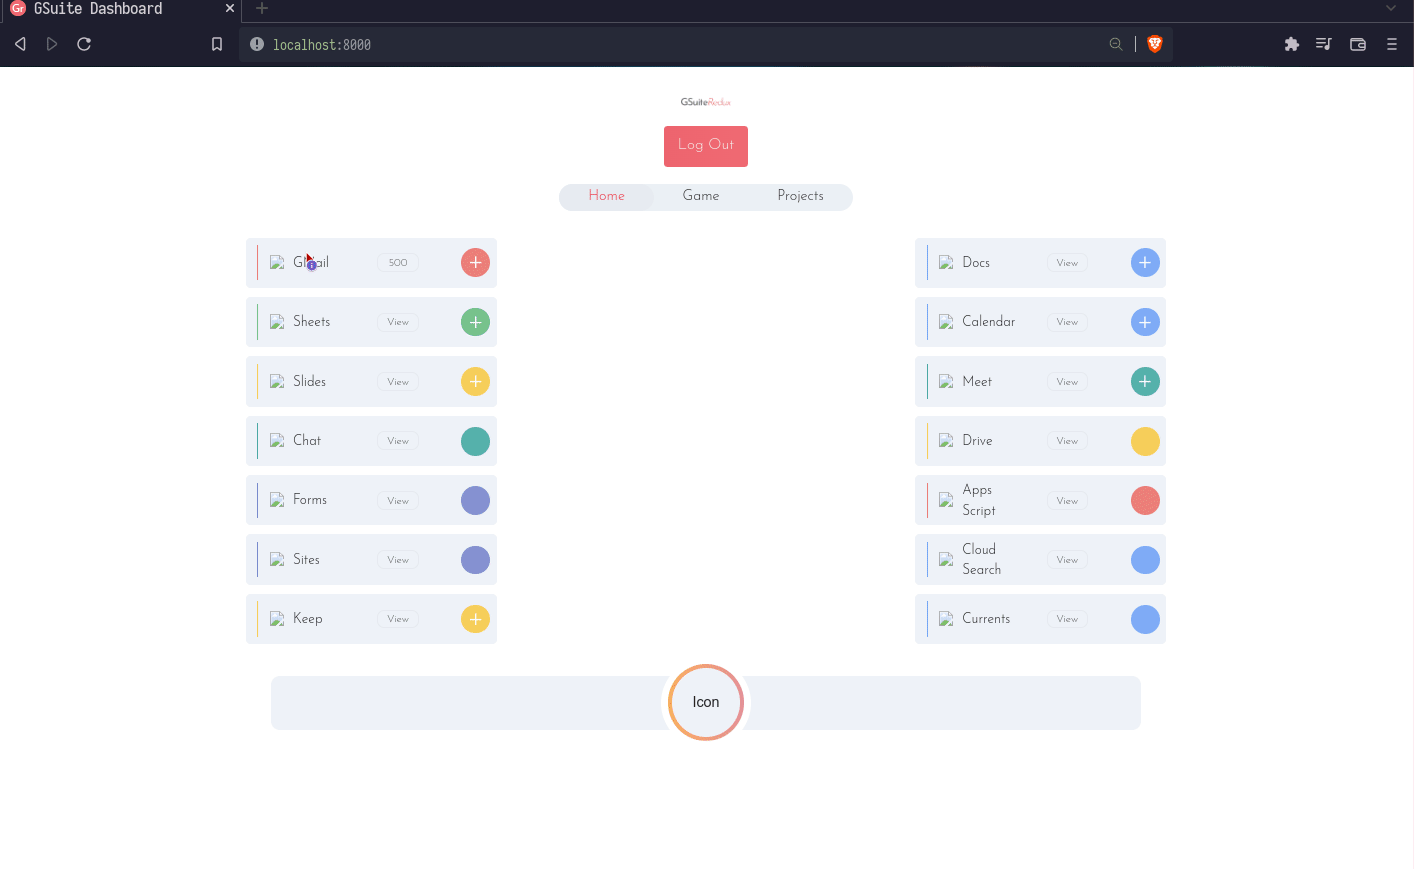 GSuite Dashboard
localhost:8000
GSuiteRedux
Log Out
Home Game Projects
GMail 500
Sheets View
Slides View
Chat View
Forms View
Sites View
Keep View
Docs View
Calendar View
Meet View
Drive View
Apps
Script View
Cloud
Search View
Currents View
Icon